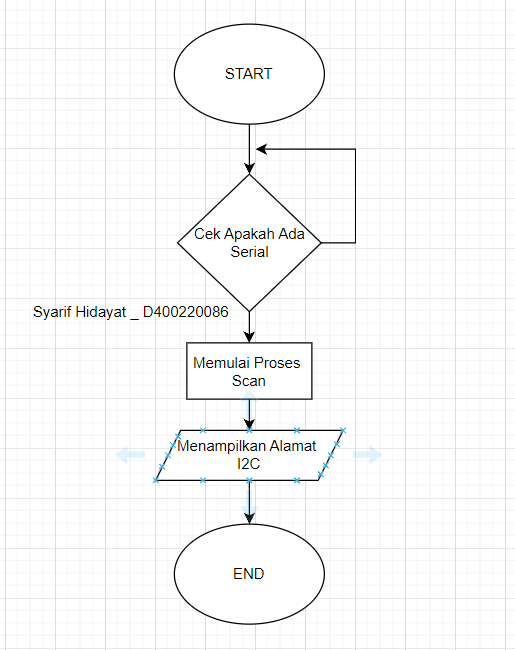 START
Cek Apakah Ada
Serial
Syarif Hidayat _ D400220086
Memulai Proses
Scan
Menampilkan Alamat
I2C
END